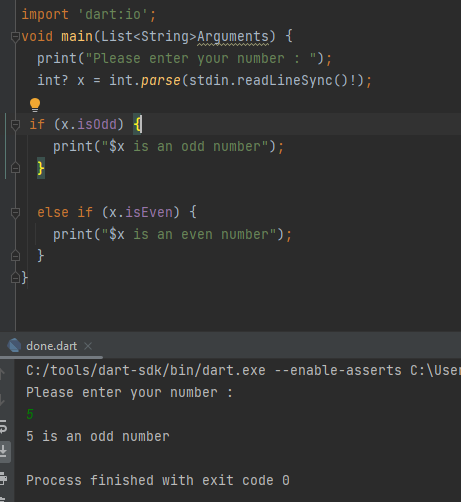 import 'dart:io';
void main(List<String>Arguments) {
print("Please enter your number : ");
int? x = int.parse(stdin.readLineSync()!);
if (x.isOdd) {
print("$x is an odd number");
}
else if (x.isEven) {
print("$x is an even number");
}
}
done.dart
C:/tools/dart-sdk/bin/dart.exe --enable-asserts C:\User
Please enter your number :
5
5 is an odd number
Process finished with exit code 0